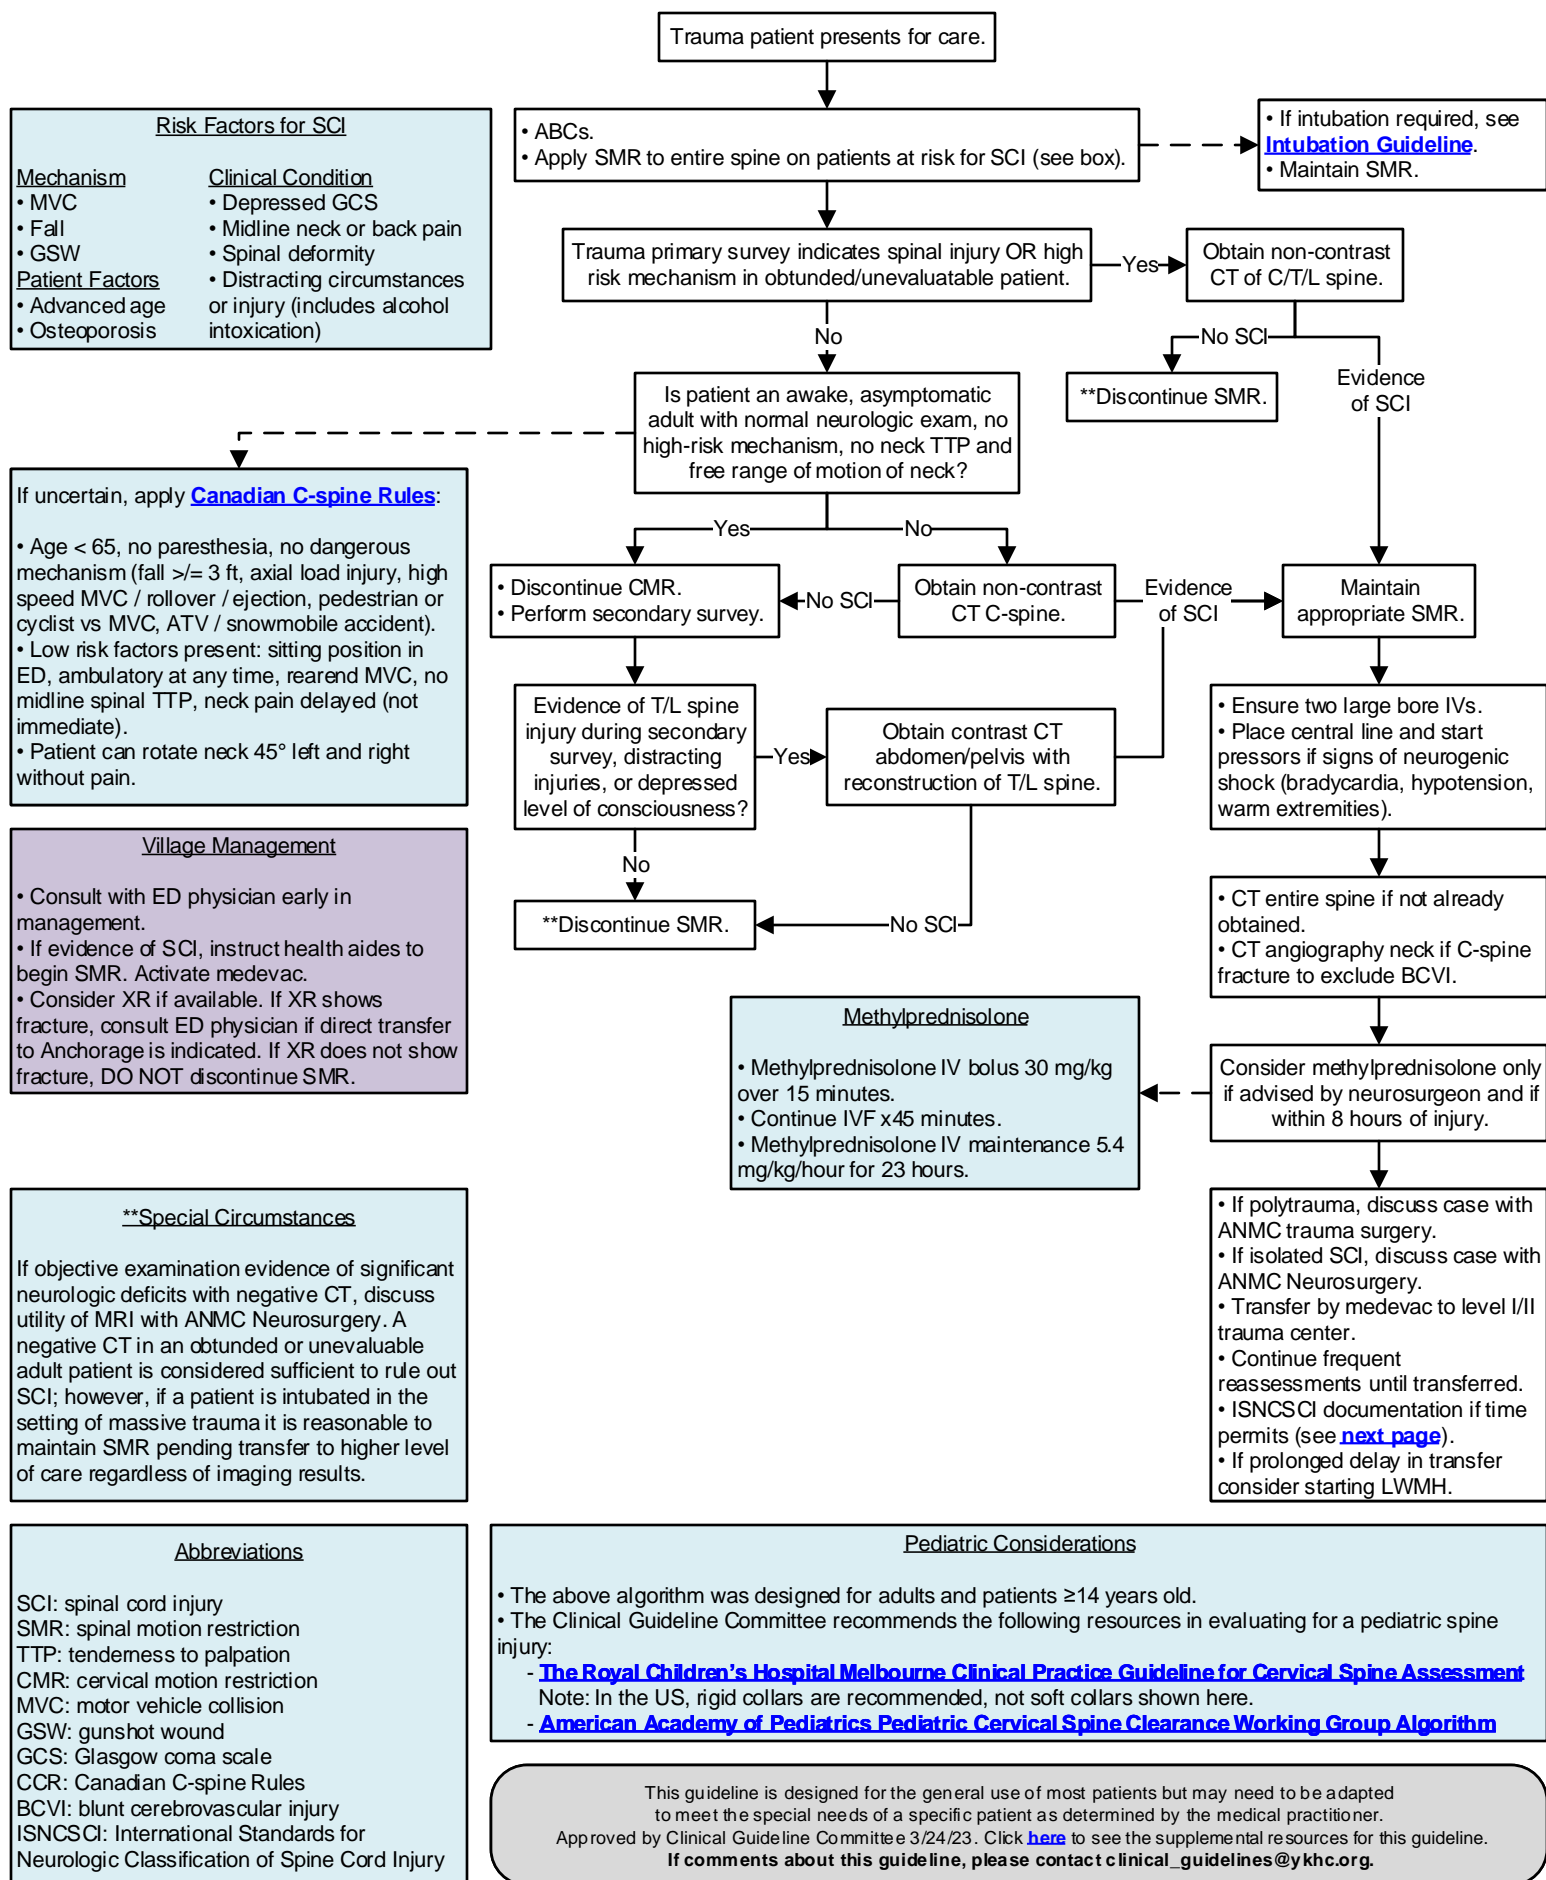 Trauma patient presents for care.
Risk Factors for SCI
Mechanism
• MVC
• Fall
• GSW
Patient Factors
• Advanced age
• Osteoporosis
Clinical Condition
• Depressed GCS
• Midline neck or back pain
• Spinal deformity
• Distracting circumstances
or injury (includes alcohol
intoxication)
• ABCs.
• Apply SMR to entire spine on patients at risk for SCI (see box).
• If intubation required, see
Intubation Guideline.
• Maintain SMR.
Trauma primary survey indicates spinal injury OR high
risk mechanism in obtunded/unevaluatable patient.
Yes
Obtain non-contrast
CT of C/T/L spine.
No
No SCI
**Discontinue SMR.
Evidence
of SCI
Is patient an awake, asymptomatic
adult with normal neurologic exam, no
high-risk mechanism, no neck TTP and
free range of motion of neck?
If uncertain, apply Canadian C-spine Rules:
• Age < 65, no paresthesia, no dangerous
mechanism (fall >/= 3 ft, axial load injury, high
speed MVC / rollover / ejection, pedestrian or
cyclist vs MVC, ATV / snowmobile accident).
• Low risk factors present: sitting position in
ED, ambulatory at any time, rearend MVC, no
midline spinal TTP, neck pain delayed (not
immediate).
• Patient can rotate neck 45° left and right
without pain.
Yes
No
• Discontinue CMR.
• Perform secondary survey.
No SCI
Obtain non-contrast
CT C-spine.
Evidence
of SCI
Maintain
appropriate SMR.
Evidence of T/L spine
injury during secondary
survey, distracting
injuries, or depressed
level of consciousness?
Yes
Obtain contrast CT
abdomen/pelvis with
reconstruction of T/L spine.
• Ensure two large bore IVs.
• Place central line and start
pressors if signs of neurogenic
shock (bradycardia, hypotension,
warm extremities).
No
**Discontinue SMR.
No SCI
Village Management
• Consult with ED physician early in
management.
• If evidence of SCI, instruct health aides to
begin SMR. Activate medevac.
• Consider XR if available. If XR shows
fracture, consult ED physician if direct transfer
to Anchorage is indicated. If XR does not show
fracture, DO NOT discontinue SMR.
• CT entire spine if not already
obtained.
• CT angiography neck if C-spine
fracture to exclude BCVI.
Methylprednisolone
• Methylprednisolone IV bolus 30 mg/kg
over 15 minutes.
• Continue IVF x45 minutes.
• Methylprednisolone IV maintenance 5.4
mg/kg/hour for 23 hours.
Consider methylprednisolone only
if advised by neurosurgeon and if
within 8 hours of injury.
**Special Circumstances
If objective examination evidence of significant
neurologic deficits with negative CT, discuss
utility of MRI with ANMC Neurosurgery. A
negative CT in an obtunded or unevaluable
adult patient is considered sufficient to rule out
SCI; however, if a patient is intubated in the
setting of massive trauma it is reasonable to
maintain SMR pending transfer to higher level
of care regardless of imaging results.
• If polytrauma, discuss case with
ANMC trauma surgery.
• If isolated SCI, discuss case with
ANMC Neurosurgery.
• Transfer by medevac to level I/II
trauma center.
• Continue frequent
reassessments until transferred.
• ISNCSCI documentation if time
permits (see next page).
• If prolonged delay in transfer
consider starting LWMH.
Abbreviations
SCI: spinal cord injury
SMR: spinal motion restriction
TTP: tenderness to palpation
CMR: cervical motion restriction
MVC: motor vehicle collision
GSW: gunshot wound
GCS: Glasgow coma scale
CCR: Canadian C-spine Rules
BCVI: blunt cerebrovascular injury
ISNCSCI: International Standards for
Neurologic Classification of Spine Cord Injury
Pediatric Considerations
• The above algorithm was designed for adults and patients ≥14 years old.
• The Clinical Guideline Committee recommends the following resources in evaluating for a pediatric spine
injury:
- The Royal Children's Hospital Melbourne Clinical Practice Guideline for Cervical Spine Assessment
Note: In the US, rigid collars are recommended, not soft collars shown here.
- American Academy of Pediatrics Pediatric Cervical Spine Clearance Working Group Algorithm
This guideline is designed for the general use of most patients but may need to be adapted
to meet the special needs of a specific patient as determined by the medical practitioner.
Approved by Clinical Guideline Committee 3/24/23. Click here to see the supplemental resources for this guideline.
If comments about this guideline, please contact clinical_guidelines@ykhc.org.